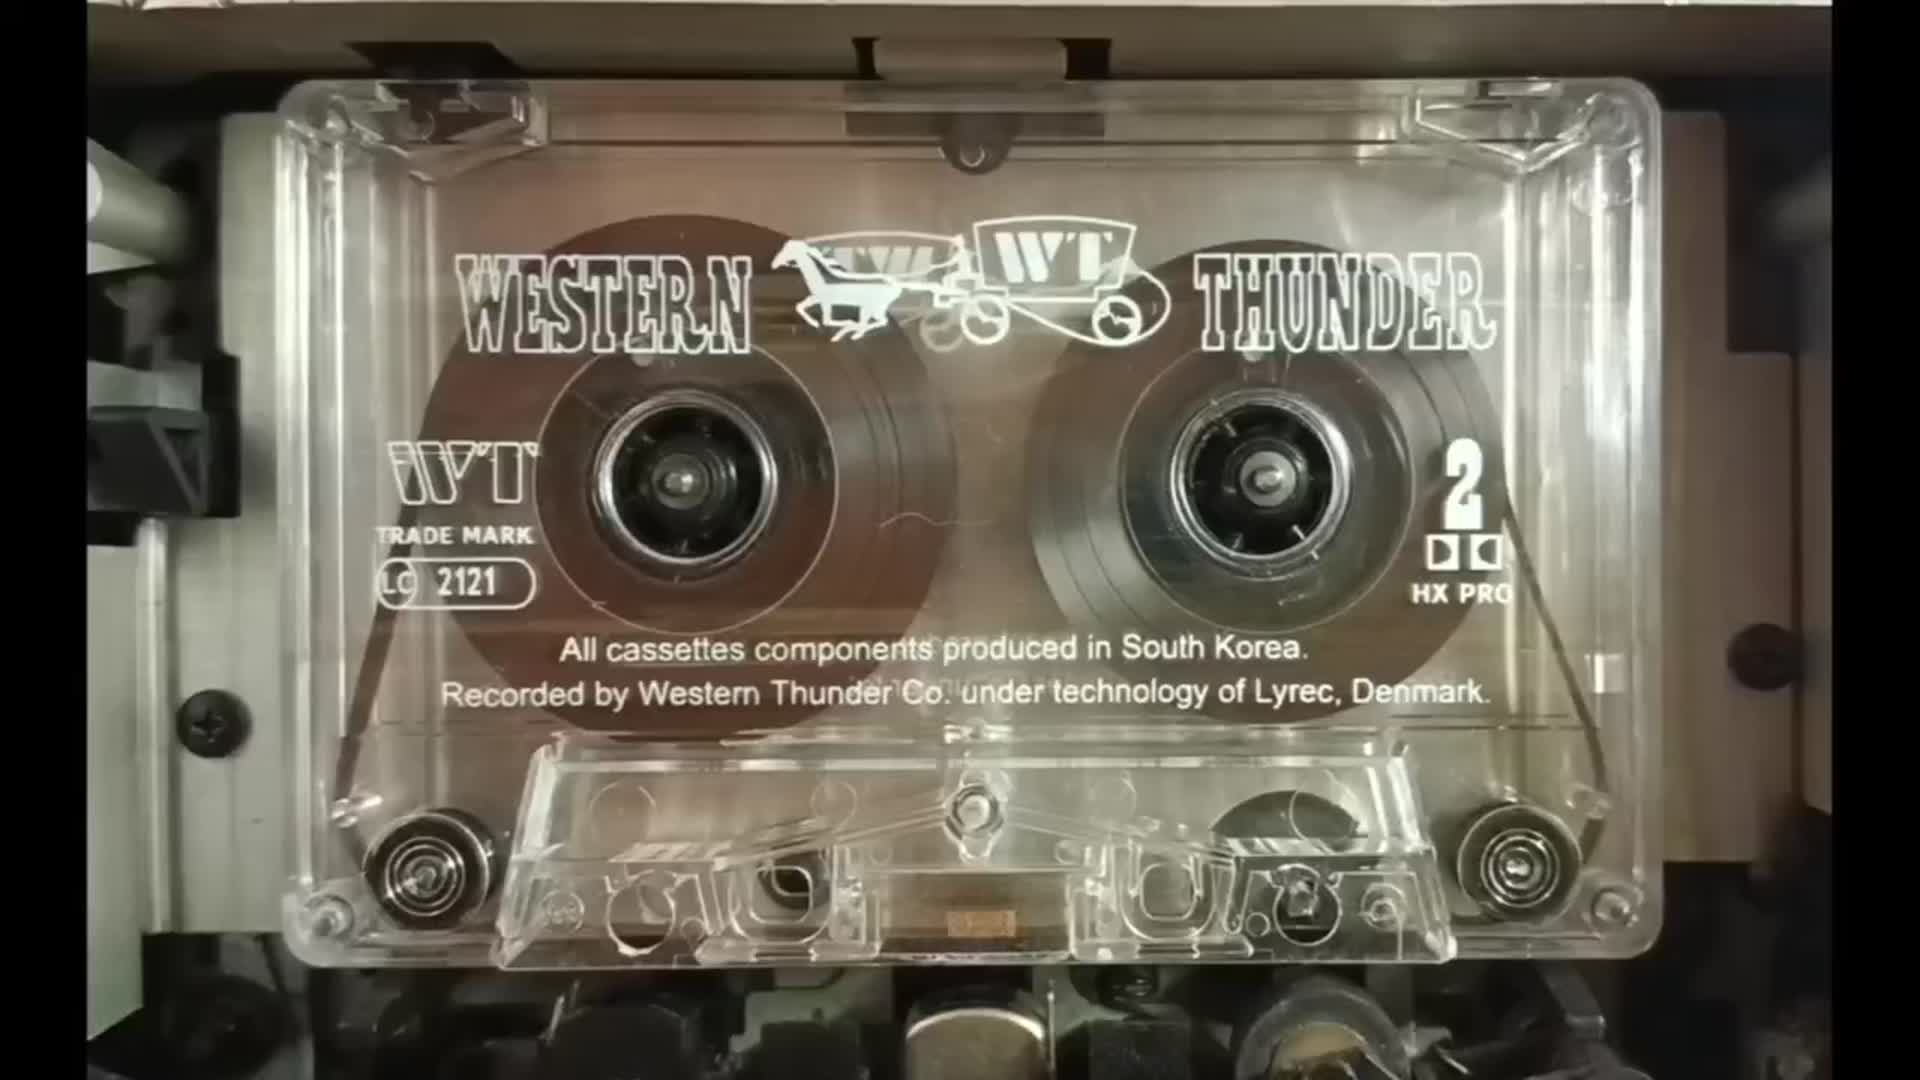 WESTERN WT THUNDER
WT
TRADE MARK
LC 2121
2
HX PRO
All cassettes components produced in South Korea.
Recorded by Western Thunder Co. under technology of Lyrec, Denmark.